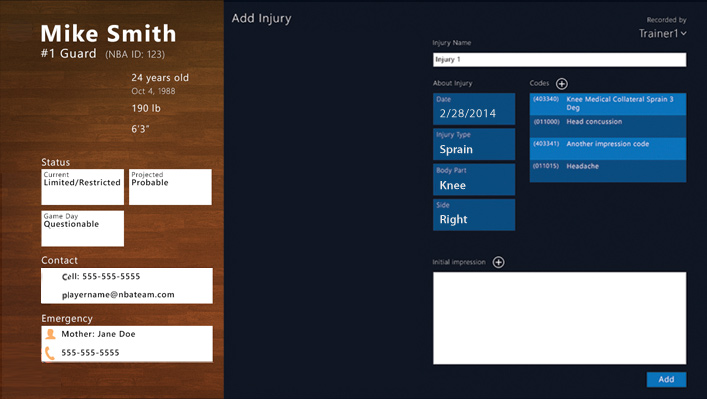 Mike Smith
#1 Guard (NBA ID: 123)
24 years old
Oct 4, 1988
190 lb
6'3"
Status
Current
Limited/Restricted
Projected
Probable
Game Day
Questionable
Contact
Cell: 555-555-5555
playername@nbateam.com
Emergency
Mother: Jane Doe
555-555-5555
Add Injury
Recorded by
Trainer1
Injury Name
Injury 1
About Injury
Date
2/28/2014
Injury Type
Sprain
Body Part
Knee
Side
Right
Codes
(403340) Knee Medical Collateral Sprain 3
Deg
(011000) Head concussion
(403341) Another impression code
(011015) Headache
Initial impression
Add